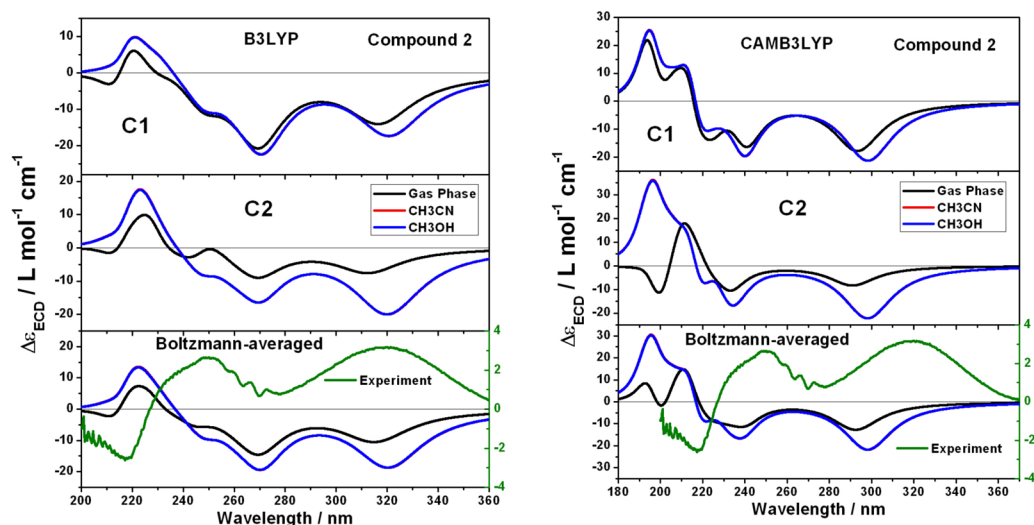 B3LYP Compound 2
10
0
-10
-20
C1
20
10
0
-10
-20
C2
Gas Phase
CH3CN
CH3OH
Boltzmann-averaged
10
0
-10
-20
4
2
0
-2
-4
Experiment
200 220 240 260 280 300 320 340 360
Wavelength / nm
Δε ECD / L mol⁻¹ cm⁻¹
CAMB3LYP Compound 2
30
20
10
0
-10
-20
C1
40
30
20
10
0
-10
-20
C2
Gas Phase
CH3CN
CH3OH
Boltzmann-averaged
30
20
10
0
-10
-20
-30
4
2
0
-2
-4
Experiment
180 200 220 240 260 280 300 320 340 360
Wavelength / nm
Δε ECD / L mol⁻¹ cm⁻¹